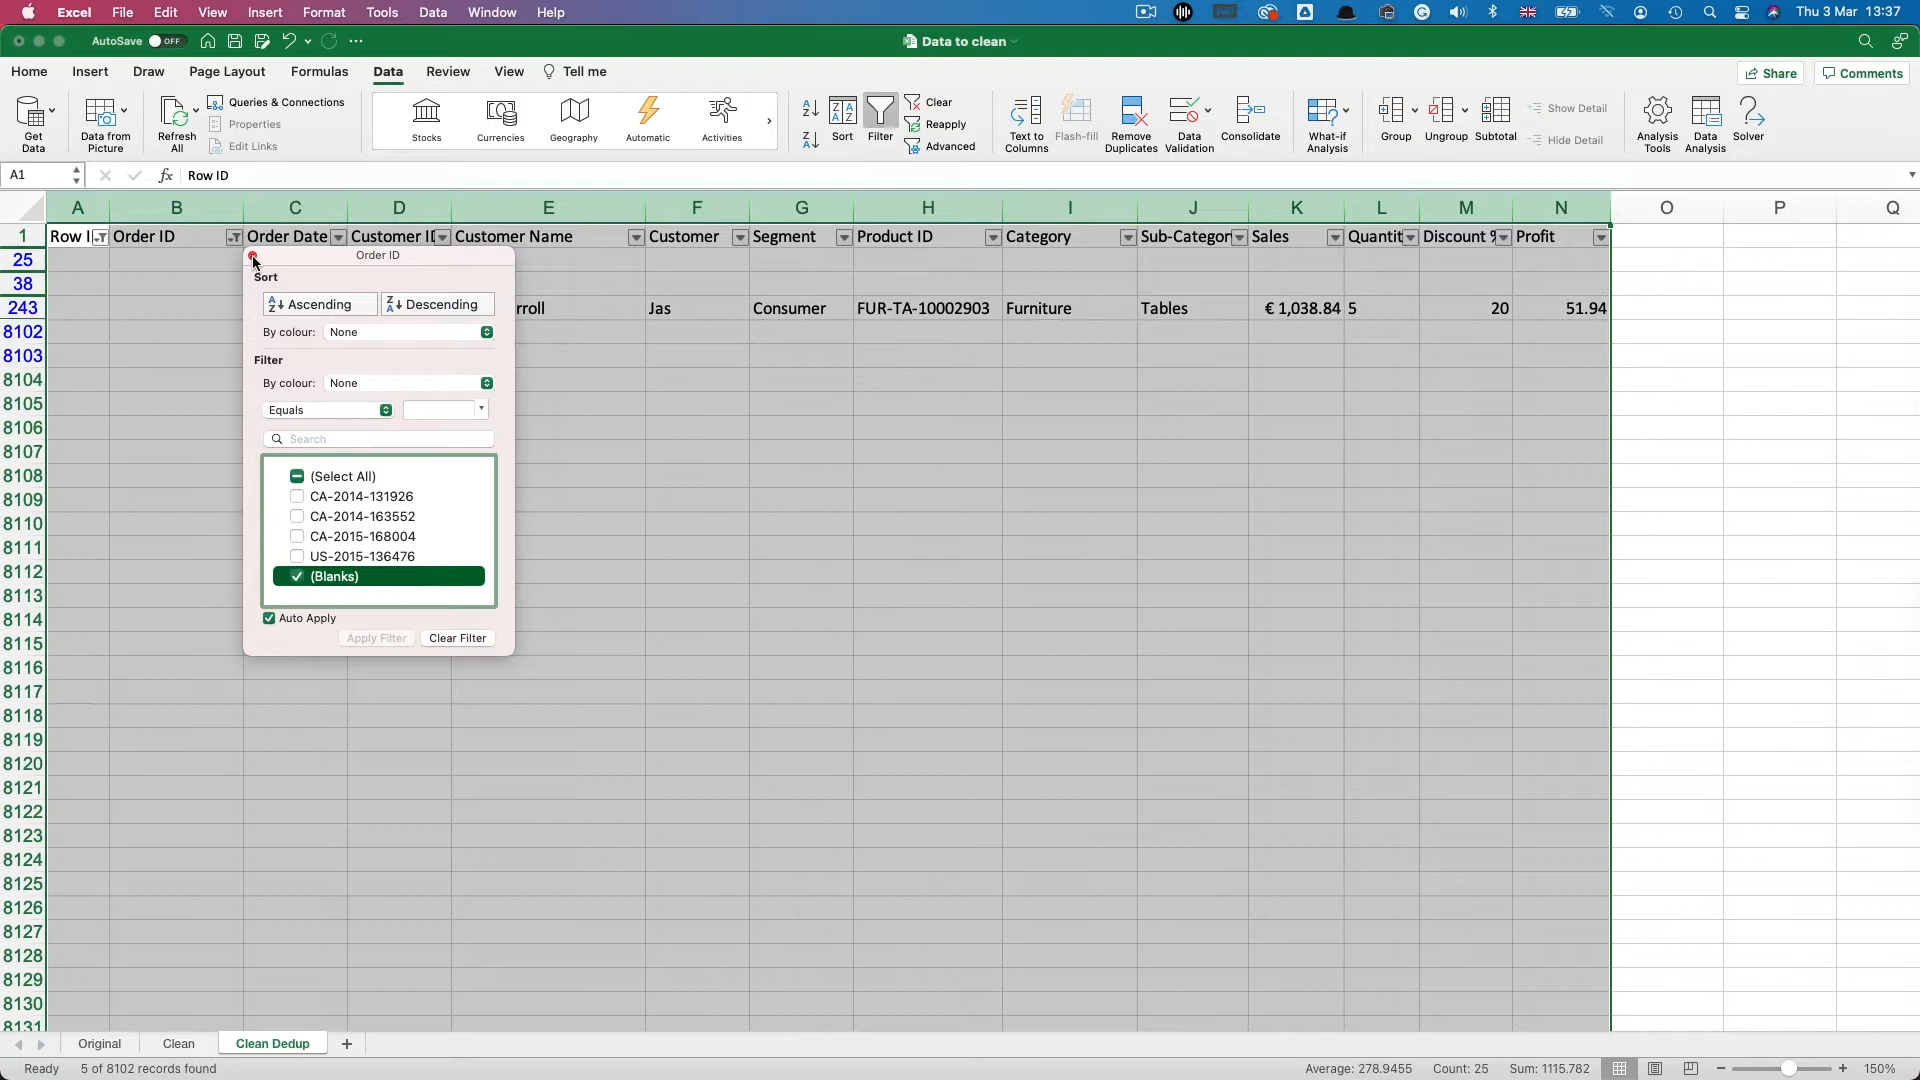 Excel File Edit View Insert Format Tools Data Window Help Thu 3 Mar 13:37
AutoSave OFF Data to clean
Home Insert Draw Page Layout Formulas Data Review View Tell me Share Comments
Get Data
Data from Picture
Refresh All
Queries & Connections
Properties
Edit Links
Stocks Currencies Geography Automatic Activities
Sort
Filter
Clear
Reapply
Advanced
Text to Columns
Flash-fill
Remove Duplicates
Data Validation
Consolidate
What-if Analysis
Group
Ungroup
Subtotal
Show Detail
Hide Detail
Analysis Tools
Data Analysis
Solver
A1 fx Row ID
A B C D E F G H I J K L M N O P Q
1 Row I Order ID Order Date Customer ID Customer Name Customer Segment Product ID Category Sub-Categor Sales Quantit Discount % Profit
25
38
243 rroll Jas Consumer FUR-TA-10002903 Furniture Tables € 1,038.84 5 20 51.94
8102
8103
8104
8105
8106
8107
8108
8109
8110
8111
8112
8113
8114
8115
8116
8117
8118
8119
8120
8121
8122
8123
8124
8125
8126
8127
8128
8129
8130
8131
Order ID
Sort
Ascending Descending
By colour: None
Filter
By colour: None
Equals
Search
(Select All)
CA-2014-131926
CA-2014-163552
CA-2015-168004
US-2015-136476
(Blanks)
Auto Apply
Apply Filter Clear Filter
Original Clean Clean Dedup +
Ready 5 of 8102 records found Average: 278.9455 Count: 25 Sum: 1115.782 150%